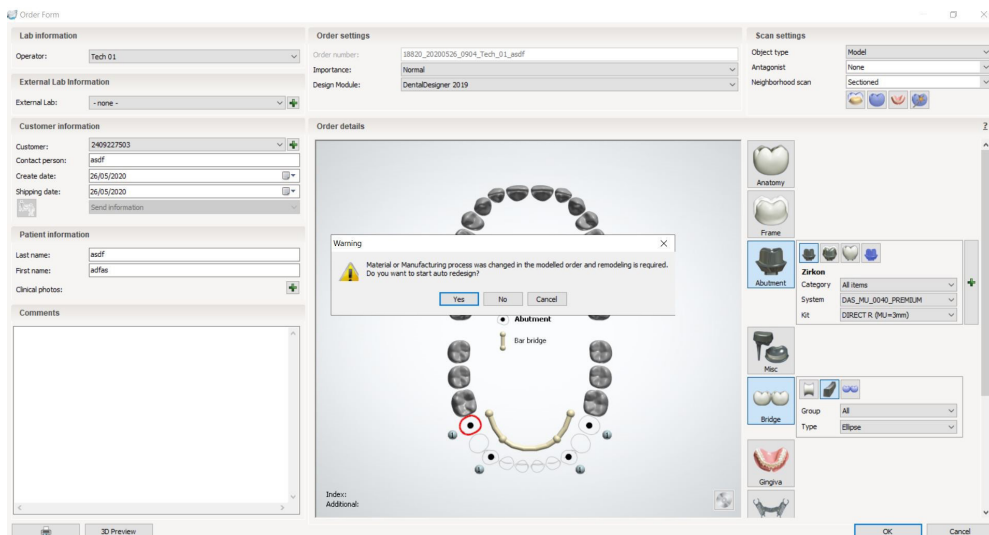 Order Form
Lab information
Operator:
Tech 01
External Lab Information
External Lab:
- none -
Customer information
Customer:
2409227503
Contact person:
asdf
Create date:
26/05/2020
Shipping date:
26/05/2020
Send information
Patient information
Last name:
asdf
First name:
adfas
Clinical photos:
Comments
3D Preview
Order settings
Order number:
18820_20200526_0904_Tech_01_asdf
Importance:
Normal
Design Module:
DentalDesigner 2019
Order details
Warning
Material or Manufacturing process was changed in the modelled order and remodeling is required.
Do you want to start auto redesign?
Yes
No
Cancel
Abutment
Bar bridge
Index:
Additional:
Scan settings
Object type
Model
Antagonist
None
Neighborhood scan
Sectioned
?
Anatomy
Frame
Abutment
Zirkon
Category
All items
System
DAS_MU_0040_PREMIUM
Kit
DIRECT R (MU=3mm)
Misc
Bridge
Group
All
Type
Ellipse
Gingiva
OK
Cancel